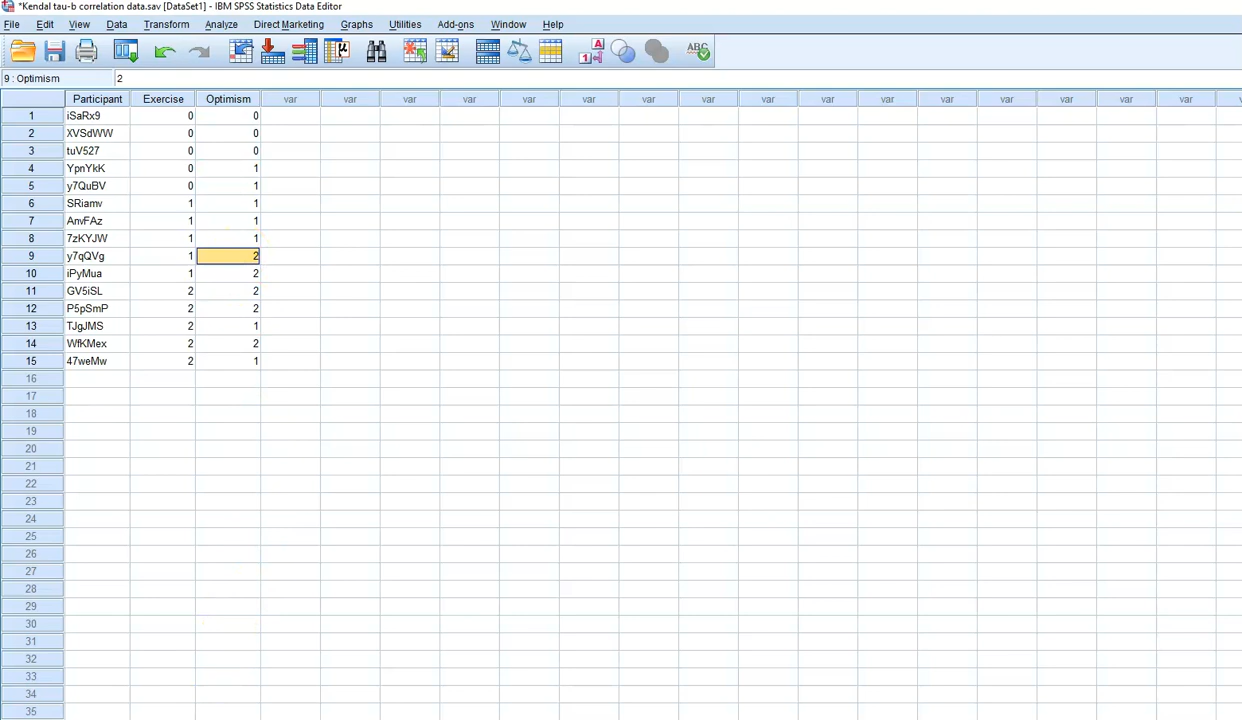 *Kendal tau-b correlation data.sav [DataSet1] - IBM SPSS Statistics Data Editor
File Edit View Data Transform Analyze Direct Marketing Graphs Utilities Add-ons Window Help
9 : Optimism 2
Participant Exercise Optimism var var var var var var var var var var var var var var var var
1 iSaRx9 0 0
2 XVSdWW 0 0
3 tuV527 0 0
4 YpnYkK 0 1
5 y7QuBV 0 1
6 SRiamv 1 1
7 AnvFAz 1 1
8 7zKYJW 1 1
9 y7qQVg 1 2
10 iPyMua 1 2
11 GV5iSL 2 2
12 P5pSmP 2 2
13 TJgJMS 2 1
14 WfKMex 2 2
15 47weMw 2 1
16
17
18
19
20
21
22
23
24
25
26
27
28
29
30
31
32
33
34
35